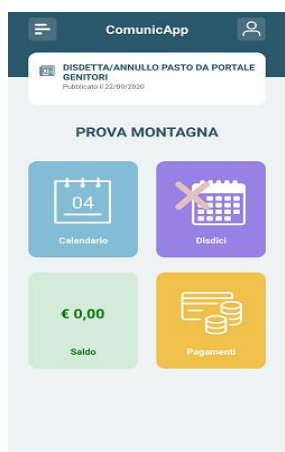 ComunicApp
DISDETTA/ANNULLO PASTO DA PORTALE
GENITORI
Pubblicato il 22/09/2020
PROVA MONTAGNA
04
Calendario
Disdici
€ 0,00
Saldo
Pagamenti